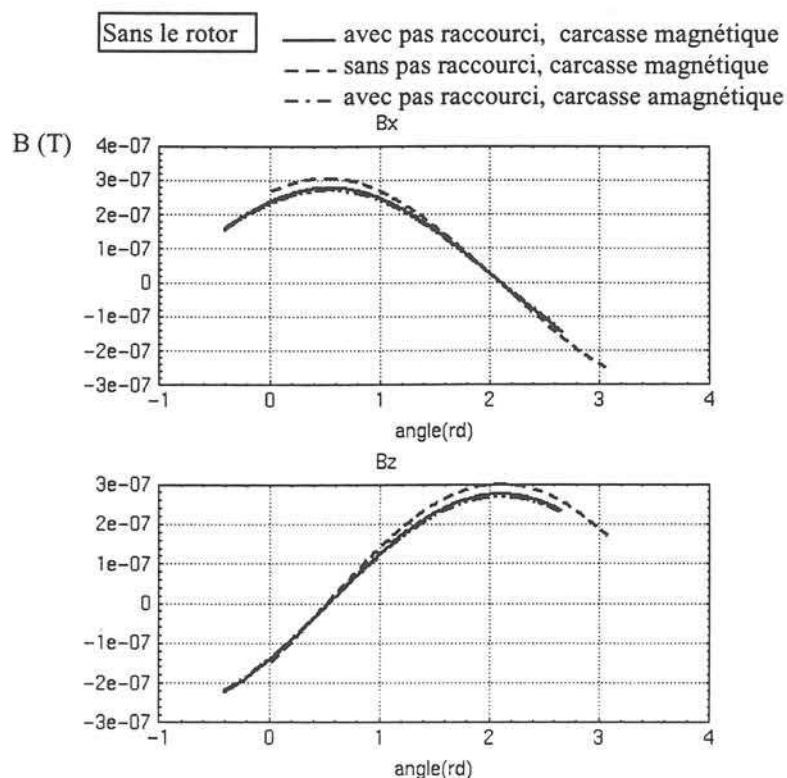 Sans le rotor
avec pas raccourci, carcasse magnétique
sans pas raccourci, carcasse magnétique
avec pas raccourci, carcasse amagnétique
Bx
B (T)
4e-07
3e-07
2e-07
1e-07
0
-1e-07
-2e-07
-3e-07
-1 0 1 2 3 4
angle(rd)
Bz
3e-07
2e-07
1e-07
0
-1e-07
-2e-07
-3e-07
-1 0 1 2 3 4
angle(rd)